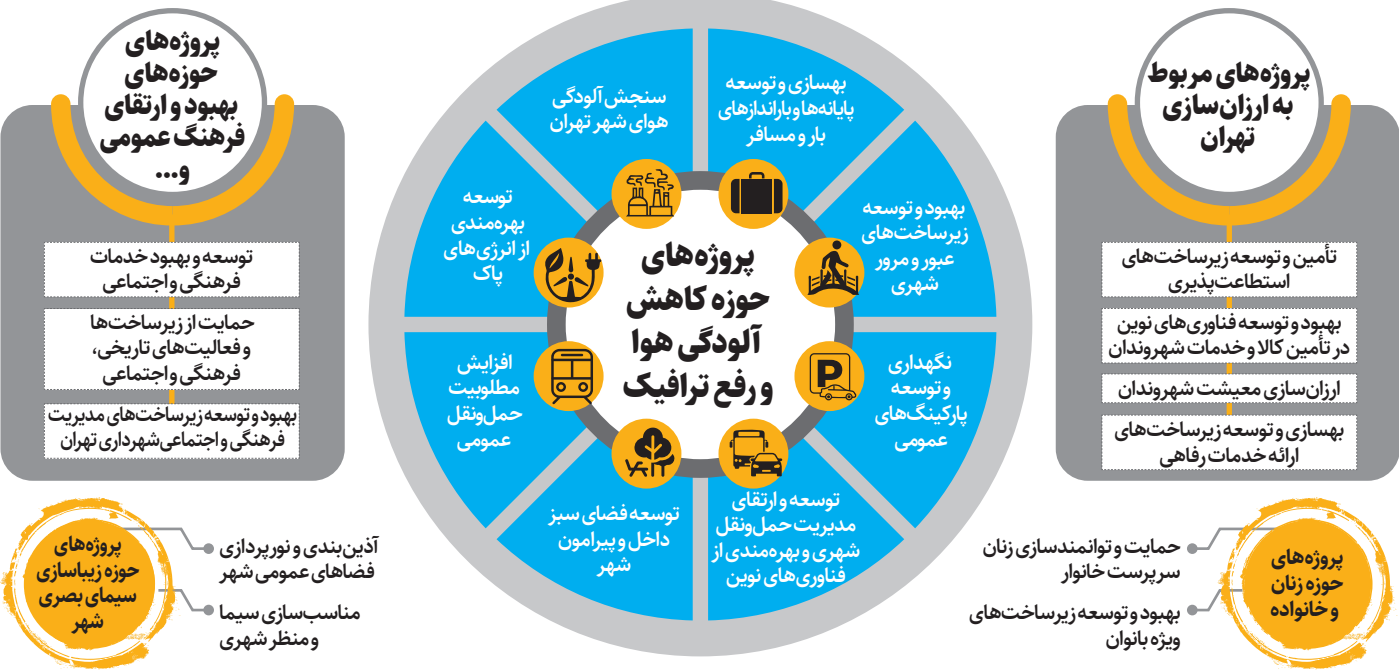 پروژه‌های مربوط
به ارزان‌سازی
تهران
تأمین و توسعه زیرساخت‌های
استطاعت‌پذیری
بهبود و توسعه فناوری‌های نوین
در تأمین کالا و خدمات شهروندان
ارزان‌سازی معیشت شهروندان
بهسازی و توسعه زیرساخت‌های
ارائه خدمات رفاهی
پروژه‌های
حوزه زنان
و خانواده
حمایت و توانمندسازی زنان
سرپرست خانوار
بهبود و توسعه زیرساخت‌های
ویژه بانوان
پروژه‌های
حوزه کاهش
آلودگی هوا
و رفع ترافیک
بهسازی و توسعه
پایانه‌ها و باراندازهای
بار و مسافر
بهبود و توسعه
زیرساخت‌های
عبور و مرور
شهری
نگهداری
و توسعه
پارکینگ‌های
عمومی
P
توسعه و ارتقای
مدیریت حمل‌ونقل
شهری و بهره‌مندی از
فناوری‌های نوین
توسعه فضای سبز
داخل و پیرامون
شهر
افزایش
مطلوبیت
حمل‌ونقل
عمومی
توسعه
بهره‌مندی
از انرژی‌های
پاک
سنجش آلودگی
هوای شهر تهران
پروژه‌های
حوزه‌های
بهبود و ارتقای
فرهنگ عمومی
و...
توسعه و بهبود خدمات
فرهنگی و اجتماعی
حمایت از زیرساخت‌ها
و فعالیت‌های تاریخی،
فرهنگی و اجتماعی
بهبود و توسعه زیرساخت‌های مدیریت
فرهنگی و اجتماعی شهرداری تهران
پروژه‌های
حوزه زیباسازی
سیمای بصری
شهر
آذین‌بندی و نورپردازی
فضاهای عمومی شهر
مناسب‌سازی سیما
و منظر شهری